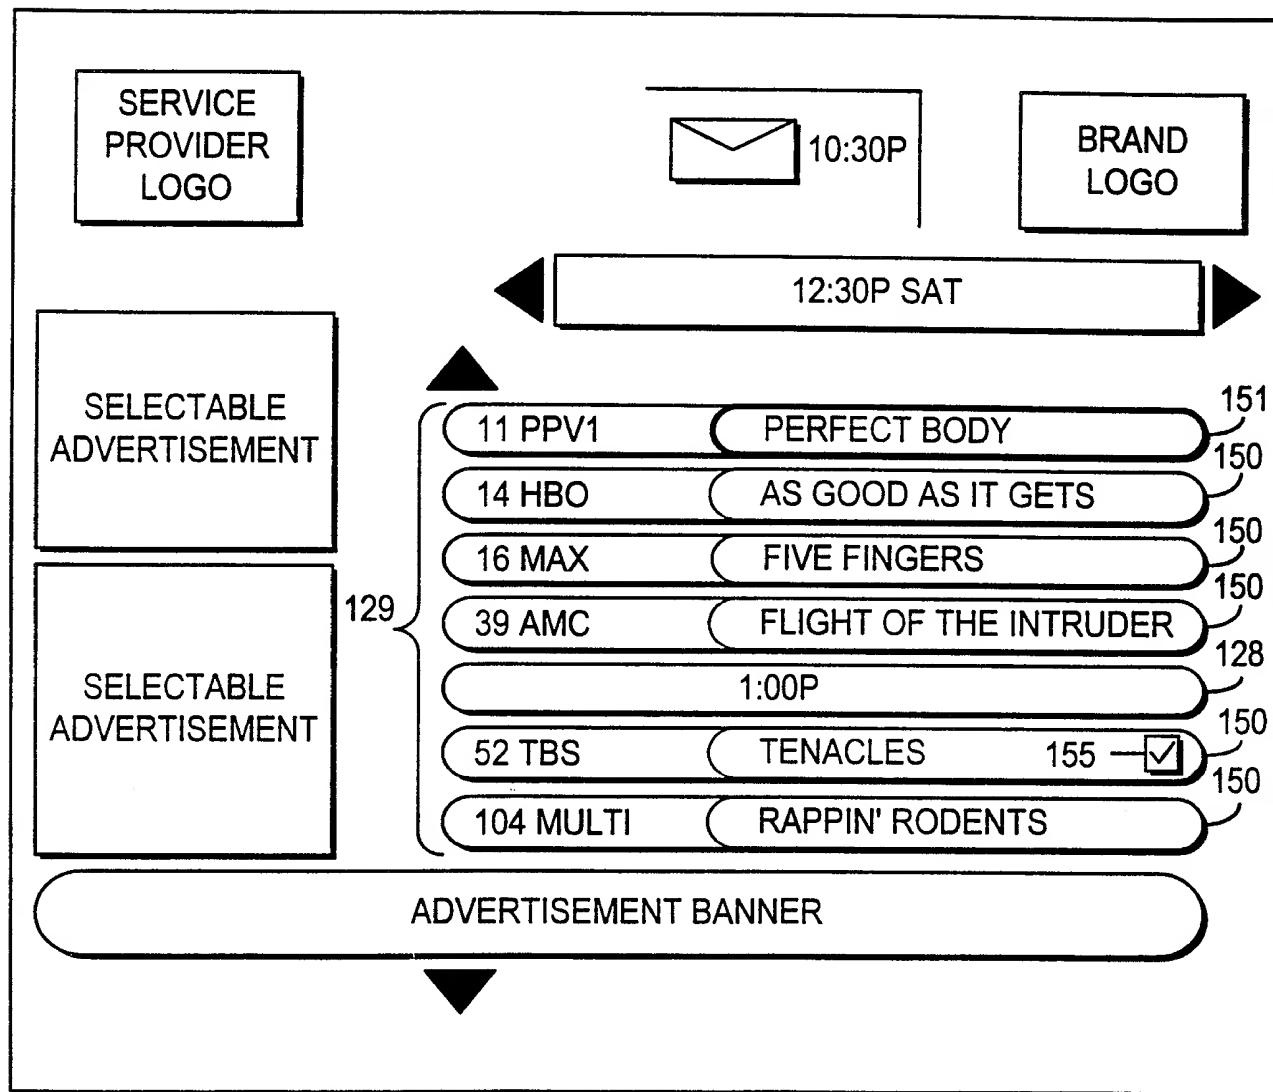 SERVICE
PROVIDER
LOGO
10:30P
BRAND
LOGO
12:30P SAT
SELECTABLE
ADVERTISEMENT
SELECTABLE
ADVERTISEMENT
129
11 PPV1 PERFECT BODY 151
14 HBO AS GOOD AS IT GETS 150
16 MAX FIVE FINGERS 150
39 AMC FLIGHT OF THE INTRUDER 150
1:00P 128
52 TBS TENACLES 155 150
104 MULTI RAPPIN' RODENTS 150
ADVERTISEMENT BANNER